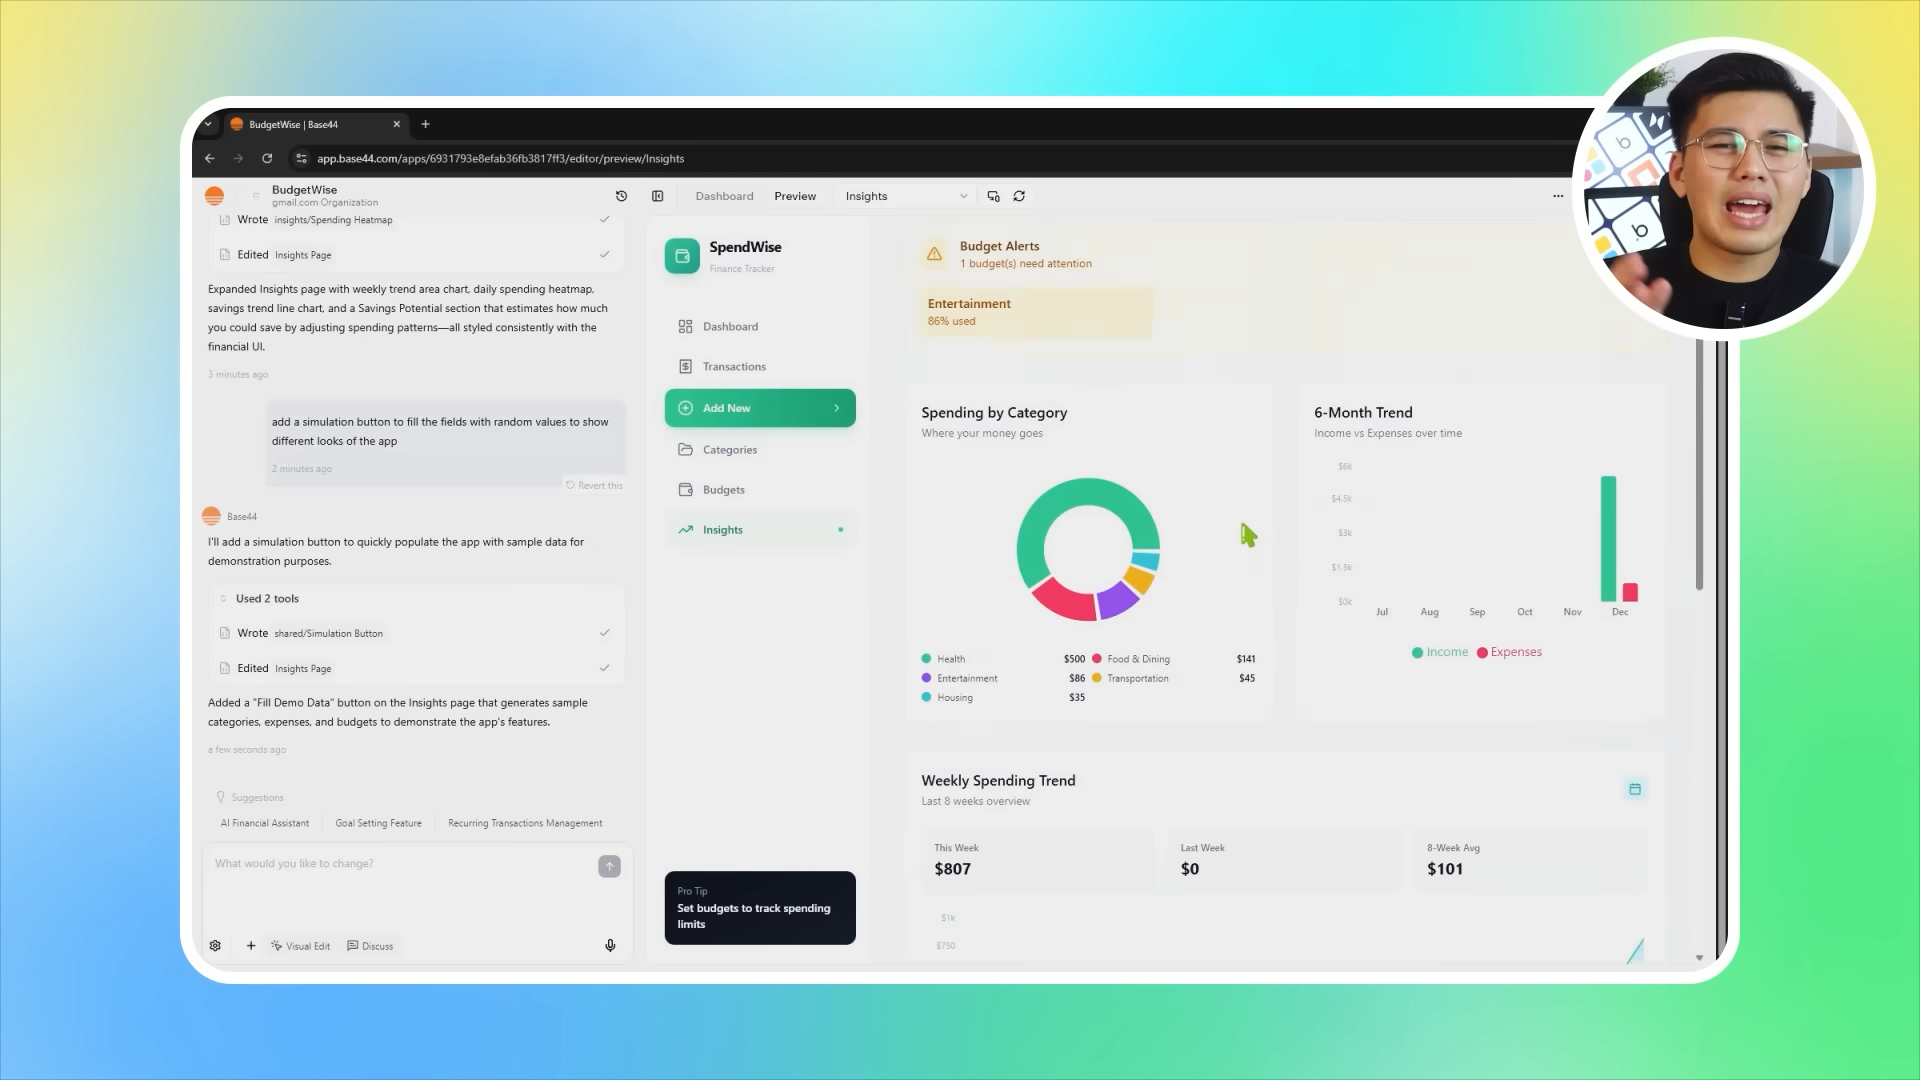 BudgetWise | Base44
app.base44.com/apps/6931793e8efab36fb3817ff3/editor/preview/Insights
BudgetWise
gmail.com Organization
Dashboard
Preview
Insights
Wrote insights/Spending Heatmap
Edited Insights Page
Expanded Insights page with weekly trend area chart, daily spending heatmap,
savings trend line chart, and a Savings Potential section that estimates how much
you could save by adjusting spending patterns—all styled consistently with the
financial UI.
3 minutes ago
add a simulation button to fill the fields with random values to show
different looks of the app
2 minutes ago
Revert this
Base44
I'll add a simulation button to quickly populate the app with sample data for
demonstration purposes.
Used 2 tools
Wrote shared/Simulation Button
Edited Insights Page
Added a "Fill Demo Data" button on the Insights page that generates sample
categories, expenses, and budgets to demonstrate the app's features.
a few seconds ago
Suggestions
AI Financial Assistant
Goal Setting Feature
Recurring Transactions Management
What would you like to change?
Visual Edit
Discuss
SpendWise
Finance Tracker
Dashboard
Transactions
Add New
Categories
Budgets
Insights
Pro Tip
Set budgets to track spending
limits
Budget Alerts
1 budget(s) need attention
Entertainment
86% used
Spending by Category
Where your money goes
Health $500
Food & Dining $141
Entertainment $86
Transportation $45
Housing $35
6-Month Trend
Income vs Expenses over time
$6k
$4.5k
$3k
$1.5k
$0k
Jul Aug Sep Oct Nov Dec
Income Expenses
Weekly Spending Trend
Last 8 weeks overview
This Week
$807
Last Week
$0
8-Week Avg
$101
$1k
$750
b
b